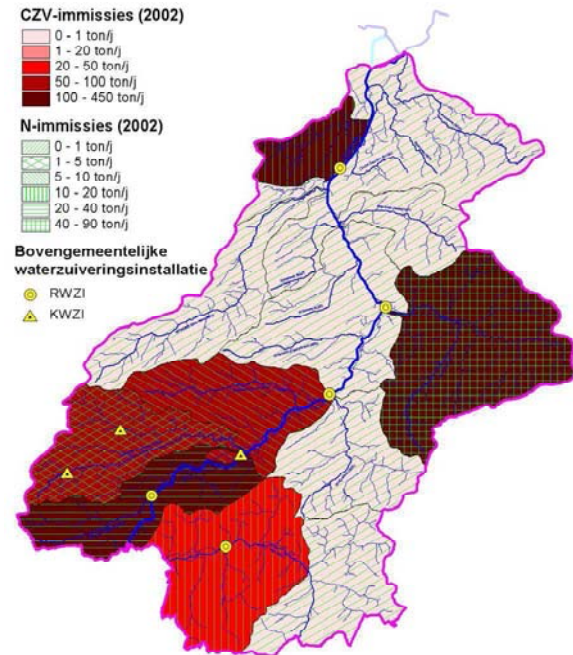 CZV-immissies (2002)
0 - 1 ton/j
1 - 20 ton/j
20 - 50 ton/j
50 - 100 ton/j
100 - 450 ton/j
N-immissies (2002)
0 - 1 ton/j
1 - 5 ton/j
5 - 10 ton/j
10 - 20 ton/j
20 - 40 ton/j
40 - 90 ton/j
Bovengemeentelijke
waterzuiveringsinstallatie
RWZI
KWZI